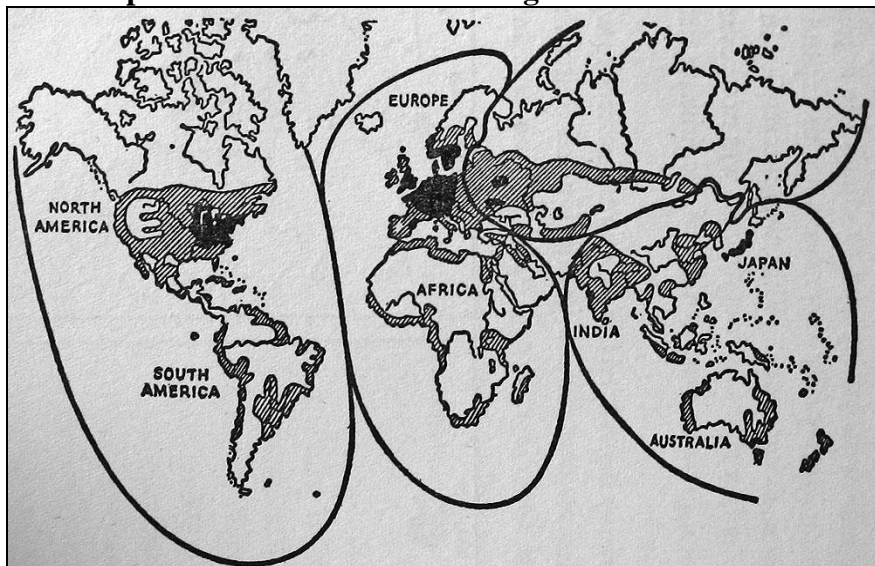 EUROPE
NORTH
AMERICA
JAPAN
AFRICA
INDIA
SOUTH
AMERICA
AUSTRALIA